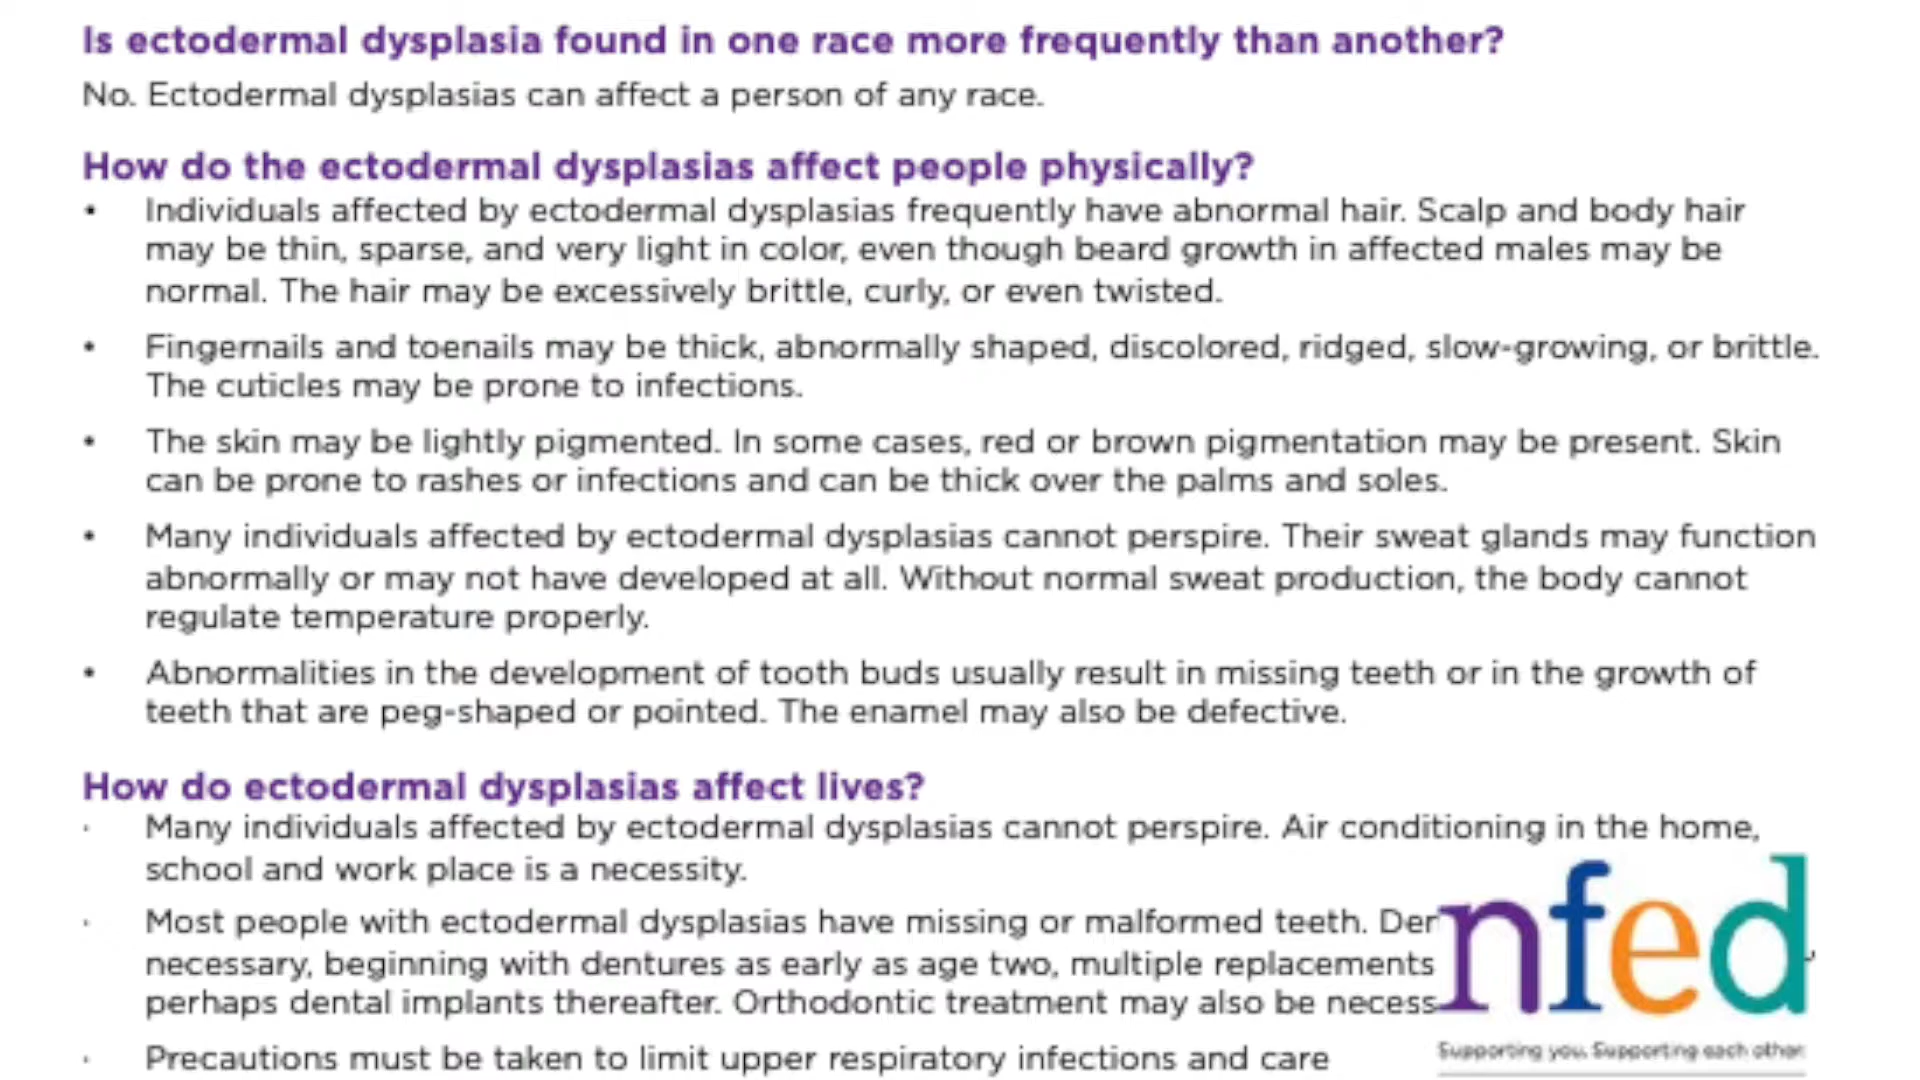 Is ectodermal dysplasia found in one race more frequently than another?
No. Ectodermal dysplasias can affect a person of any race.
How do the ectodermal dysplasias affect people physically?
• Individuals affected by ectodermal dysplasias frequently have abnormal hair. Scalp and body hair
may be thin, sparse, and very light in color, even though beard growth in affected males may be
normal. The hair may be excessively brittle, curly, or even twisted.
• Fingernails and toenails may be thick, abnormally shaped, discolored, ridged, slow-growing, or brittle.
The cuticles may be prone to infections.
• The skin may be lightly pigmented. In some cases, red or brown pigmentation may be present. Skin
can be prone to rashes or infections and can be thick over the palms and soles.
• Many individuals affected by ectodermal dysplasias cannot perspire. Their sweat glands may function
abnormally or may not have developed at all. Without normal sweat production, the body cannot
regulate temperature properly.
• Abnormalities in the development of tooth buds usually result in missing teeth or in the growth of
teeth that are peg-shaped or pointed. The enamel may also be defective.
How do ectodermal dysplasias affect lives?
· Many individuals affected by ectodermal dysplasias cannot perspire. Air conditioning in the home,
school and work place is a necessity.
· Most people with ectodermal dysplasias have missing or malformed teeth.
necessary, beginning with dentures as early as age two, multiple replacements
perhaps dental implants thereafter. Orthodontic treatment may also be
· Precautions must be taken to limit upper respiratory infections and care
nfed
Supporting you. Supporting each other.